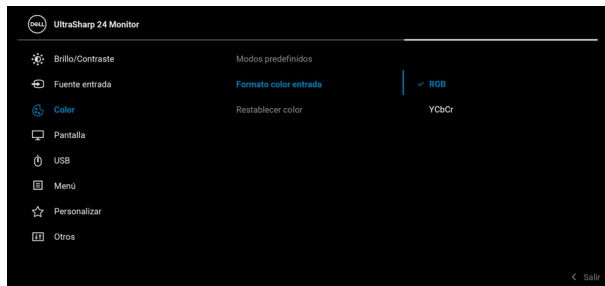 DELL UltraSharp 24 Monitor
Brillo/Contraste Modos predefinidos
Fuente entrada Formato color entrada RGB
Color Restablecer color YCbCr
Pantalla
USB
Menú
Personalizar
Otros
Salir